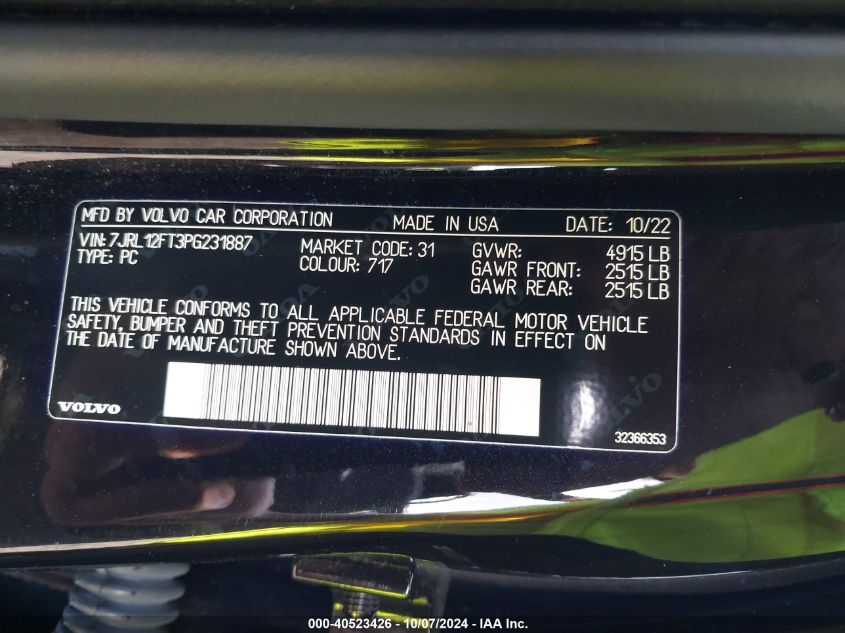 MFD BY VOLVO CAR CORPORATION MADE IN USA DATE: 10/22
VIN: 7JRL12FT3PG231887 MARKET CODE: 31 GVWR: 4915 LB
TYPE: PC COLOUR: 717 GAWR FRONT: 2515 LB
GAWR REAR: 2515 LB
THIS VEHICLE CONFORMS TO ALL APPLICABLE FEDERAL MOTOR VEHICLE
SAFETY, BUMPER AND THEFT PREVENTION STANDARDS IN EFFECT ON
THE DATE OF MANUFACTURE SHOWN ABOVE.
VOLVO
32366353
000-40523426 - 10/07/2024 - IAA Inc.